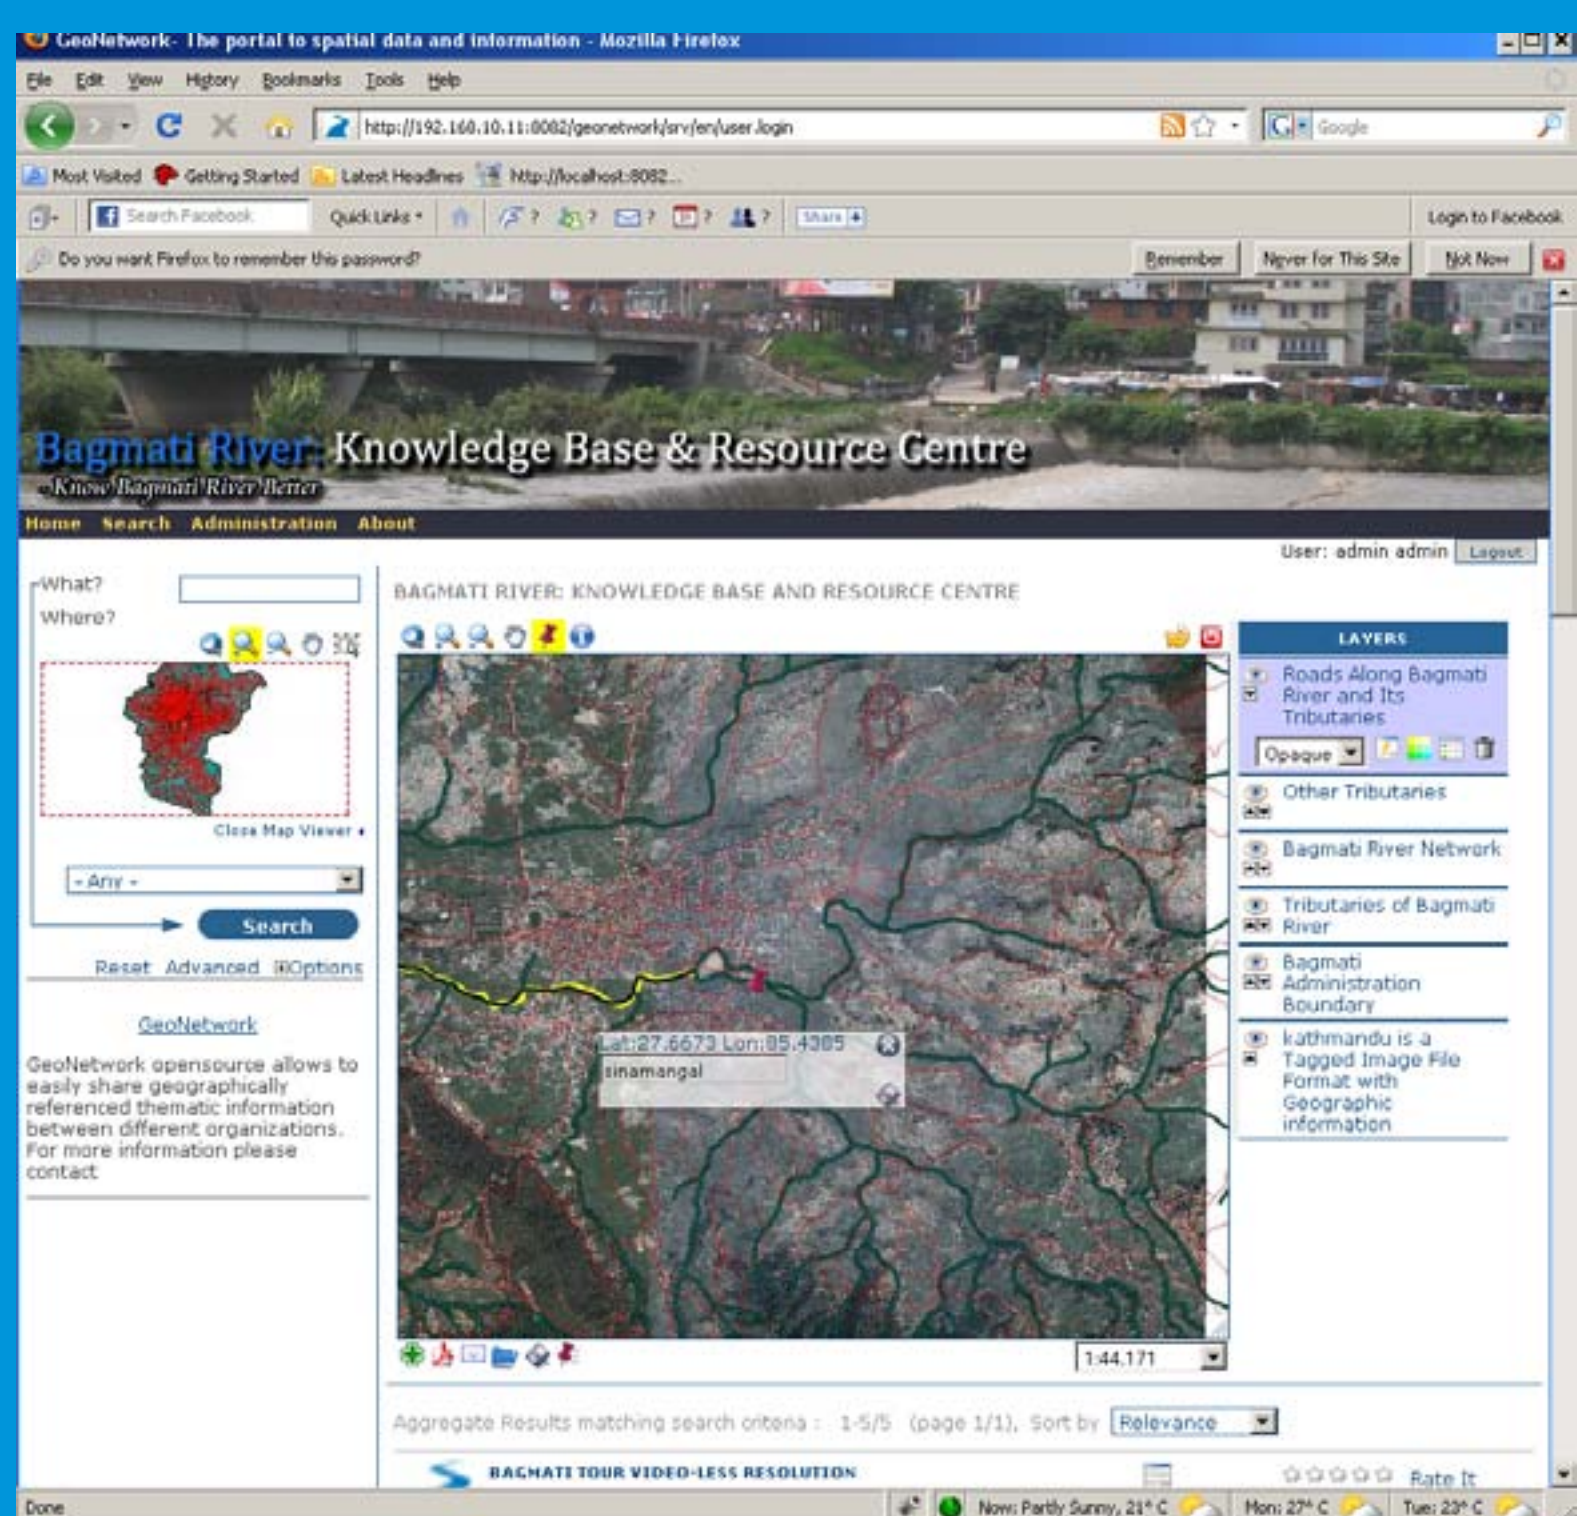 GeoNetwork- The portal to spatial data and information - Mozilla Firefox
File Edit View History Bookmarks Tools Help
http://192.168.10.11:8082/geonetwork/srv/en/user.login
Google
Most Visited Getting Started Latest Headlines http://localhost:8082...
Search Facebook Quick Links ? ? ? ? ? Share Login to Facebook
Do you want Firefox to remember this password? Remember Never for This Site Not Now
Bagmati River: Knowledge Base & Resource Centre
- Know Bagmati River Better
Home Search Administration About
User: admin admin Logout
What?
Where?
Close Map Viewer
- Any -
Search
Reset Advanced Options
GeoNetwork
GeoNetwork opensource allows to
easily share geographically
referenced thematic information
between different organizations.
For more information please
contact
BAGMATI RIVER: KNOWLEDGE BASE AND RESOURCE CENTRE
Lat:27.6673 Lon:85.4385
sinamangal
1:44,171
LAYERS
Roads Along Bagmati
River and Its
Tributaries
Opaque
Other Tributaries
Bagmati River Network
Tributaries of Bagmati
River
Bagmati
Administration
Boundary
kathmandu is a
Tagged Image File
Format with
Geographic
information
Aggregate Results matching search criteria : 1-5/5 (page 1/1), Sort by Relevance
BAGMATI TOUR VIDEO-LESS RESOLUTION Rate It
Done Now: Partly Sunny, 21° C Mon: 27° C Tue: 23° C